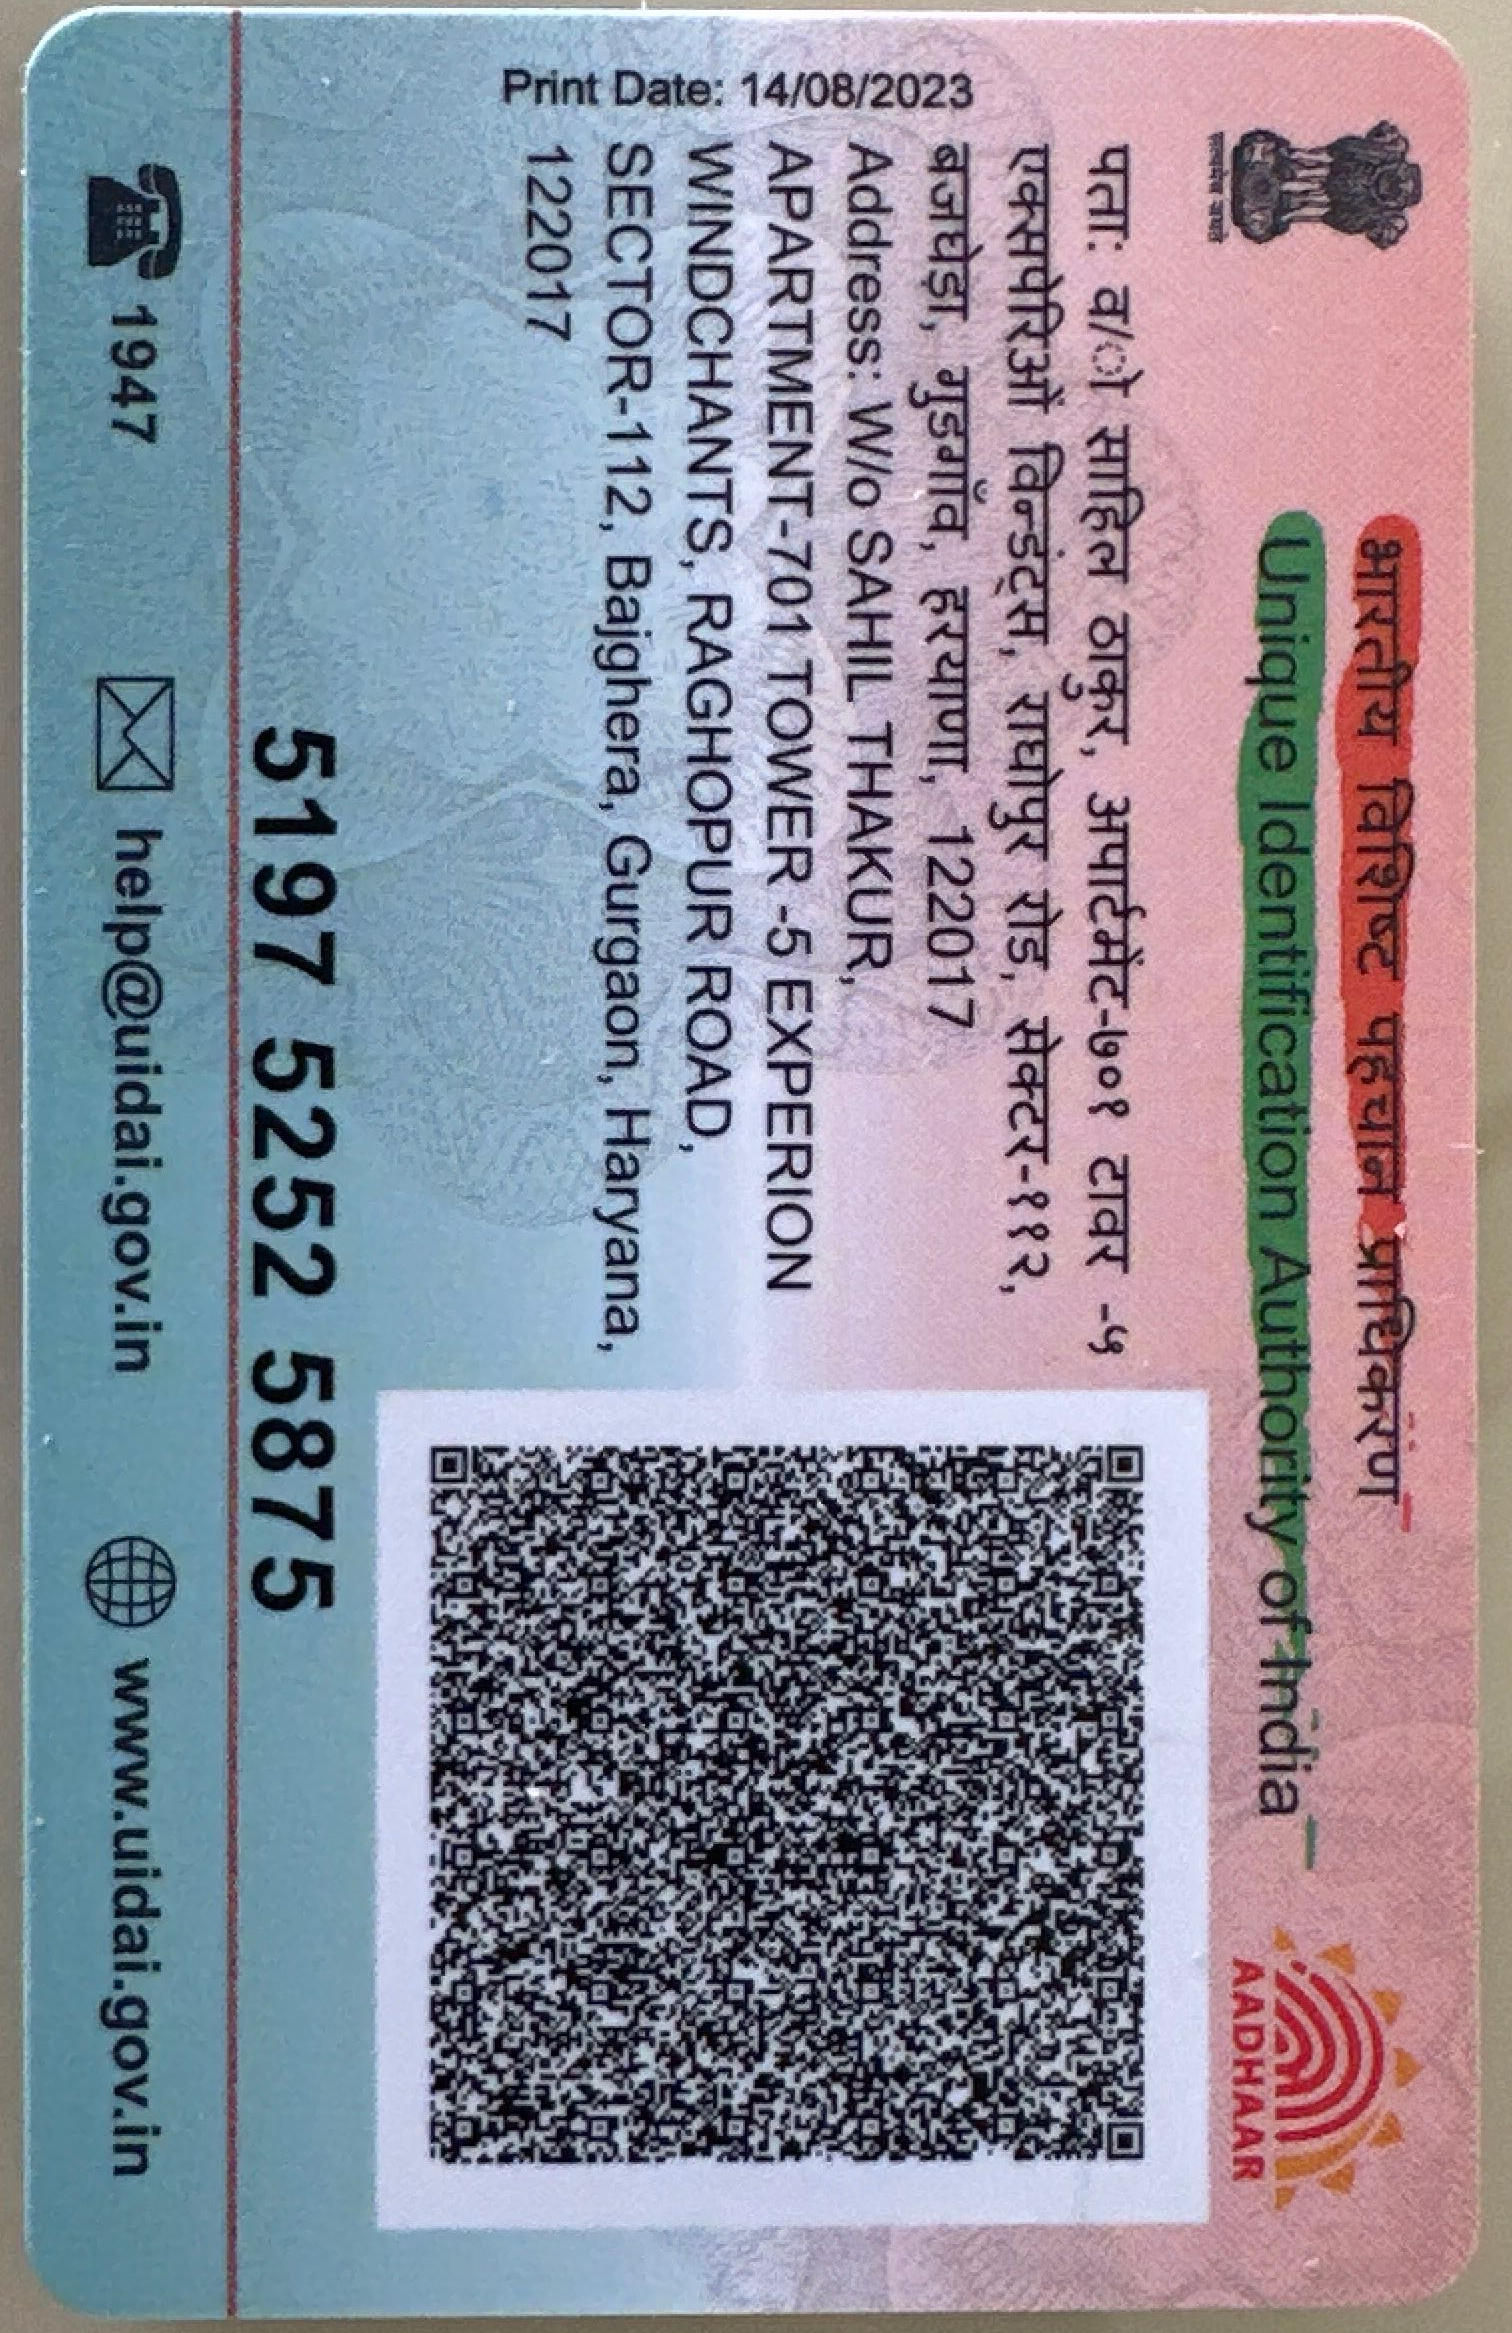 भारतीय विशिष्ट पहचान प्राधिकरण
Unique Identification Authority of India
सत्यमेव जयते
AADHAAR
पता: व/ो साहिल ठाकुर, अपार्टमेंट-७०१ टावर -५
एक्सपेरिओं विन्डंट्स, राघोपुर रोड, सेक्टर-११२,
बजघेड़ा, गुडगाँव, हरयाणा, 122017
Address: W/o SAHIL THAKUR,
APARTMENT-701 TOWER -5 EXPERION
WINDCHANTS, RAGHOPUR ROAD,
SECTOR-112, Bajghera, Gurgaon, Haryana,
122017
Print Date: 14/08/2023
5197 5252 5875
1947
help@uidai.gov.in
www.uidai.gov.in